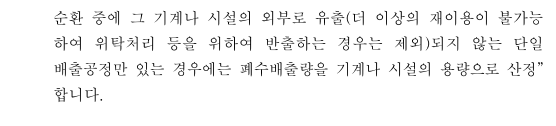 순환 중에 그 기계나 시설의 외부로 유출(더 이상의 재이용이 불가능
하여 위탁처리 등을 위하여 반출하는 경우는 제외)되지 않는 단일
배출공정만 있는 경우에는 폐수배출량을 기계나 시설의 용량으로 산정”
합니다.